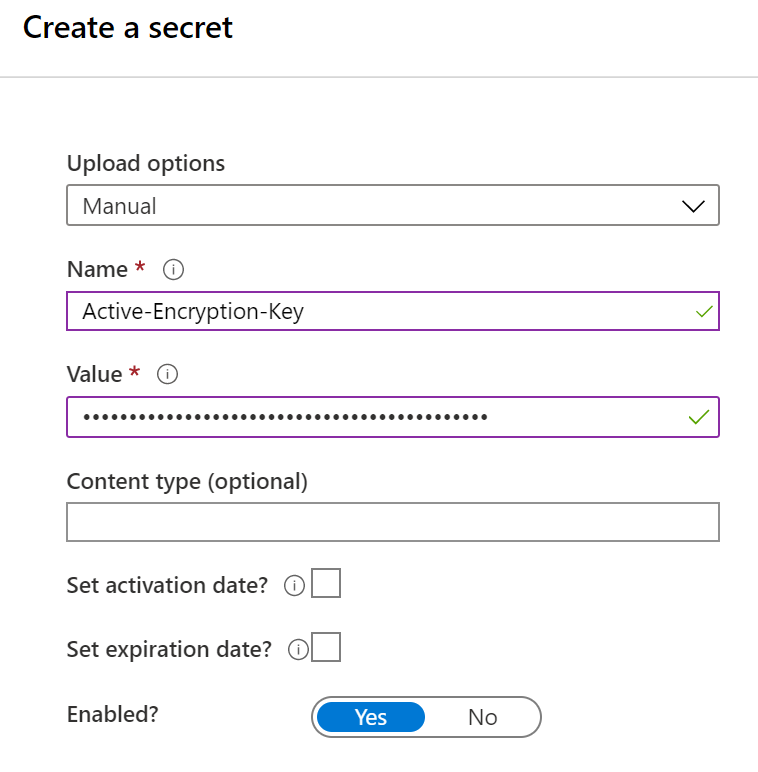 Create a secret
Upload options
Manual
Name *
Active-Encryption-Key
Value *
••••••••••••••••••••••••••••••••••••••••••••
Content type (optional)
Set activation date?
Set expiration date?
Enabled?
Yes No